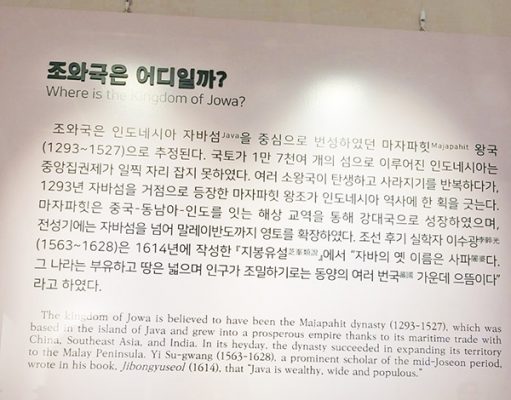 조와국은 어디일까?
Where is the Kingdom of Jowa?
조와국은 인도네시아 자바섬Java을 중심으로 번성하였던 마자파힛Majapahit 왕국
(1293~1527)으로 추정된다. 국토가 1만 7천여 개의 섬으로 이루어진 인도네시아는
중앙집권제가 일찍 자리 잡지 못하였다. 여러 소왕국이 탄생하고 사라지기를 반복하다가,
1293년 자바섬을 거점으로 등장한 마자파힛 왕조가 인도네시아 역사에 한 획을 긋는다.
마자파힛은 중국-동남아-인도를 잇는 해상 교역을 통해 강대국으로 성장하였으며,
전성기에는 자바섬을 넘어 말레이반도까지 영토를 확장하였다. 조선 후기 실학자 이수광李睟光
(1563~1628)은 1614년에 작성한 『지봉유설芝峯類說』에서 “자바의 옛 이름은 사파闍婆다.
그 나라는 부유하고 땅은 넓으며 인구가 조밀하기로는 동양의 여러 번국蕃國 가운데 으뜸이다”
라고 하였다.
The kingdom of Jowa is believed to have been the Majapahit dynasty (1293-1527), which was
based in the island of Java and grew into a prosperous empire thanks to its maritime trade with
China, Southeast Asia, and India. In its heyday, the dynasty succeeded in expanding its territory
to the Malay Peninsula. Yi Su-gwang (1563-1628), a prominent scholar of the mid-Joseon period,
wrote in his book, Jibongyuseol (1614), that “Java is wealthy, wide and populous.”